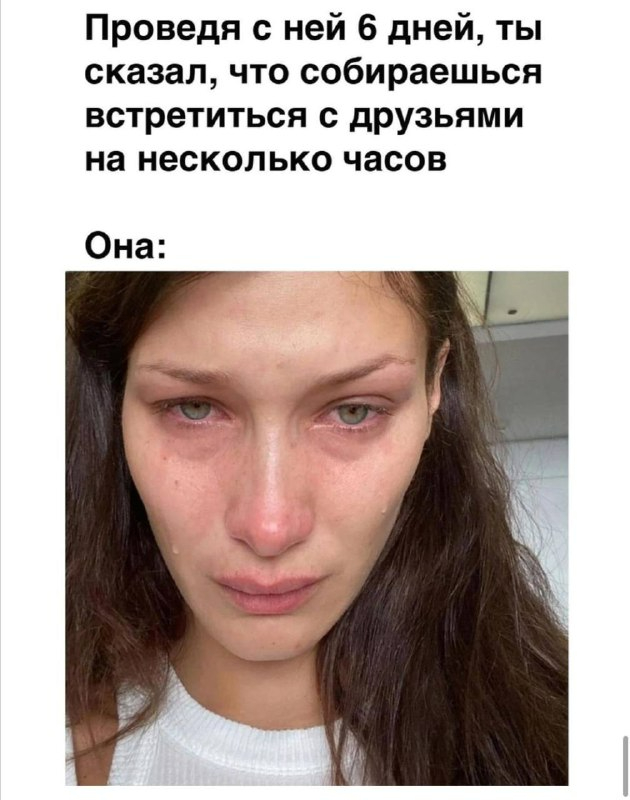 Проведя с ней 6 дней, ты
сказал, что собираешься
встретиться с друзьями
на несколько часов
Она: